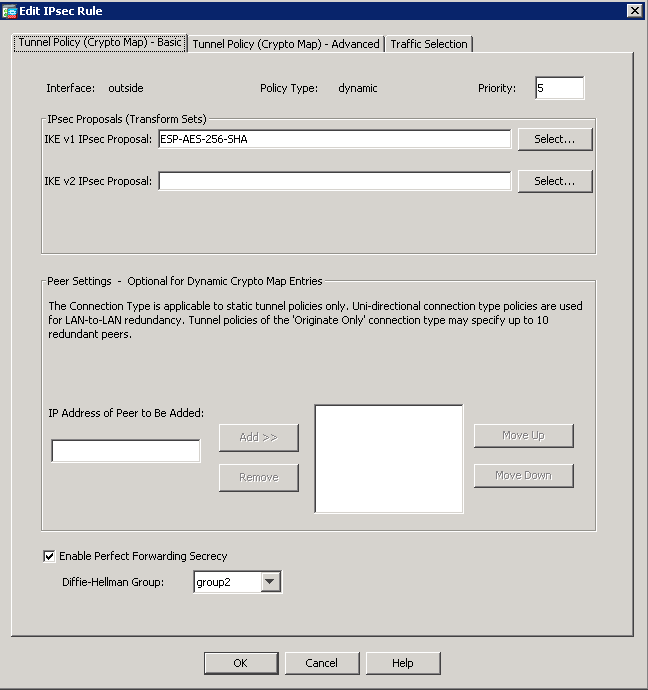 Edit IPsec Rule
Tunnel Policy (Crypto Map) - Basic
Tunnel Policy (Crypto Map) - Advanced
Traffic Selection
Interface: outside
Policy Type: dynamic
Priority: 5
IPsec Proposals (Transform Sets)
IKE v1 IPsec Proposal: ESP-AES-256-SHA
Select...
IKE v2 IPsec Proposal:
Select...
Peer Settings - Optional for Dynamic Crypto Map Entries
The Connection Type is applicable to static tunnel policies only. Uni-directional connection type policies are used
for LAN-to-LAN redundancy. Tunnel policies of the 'Originate Only' connection type may specify up to 10
redundant peers.
IP Address of Peer to Be Added:
Add >>
Remove
Move Up
Move Down
Enable Perfect Forwarding Secrecy
Diffie-Hellman Group: group2
OK
Cancel
Help